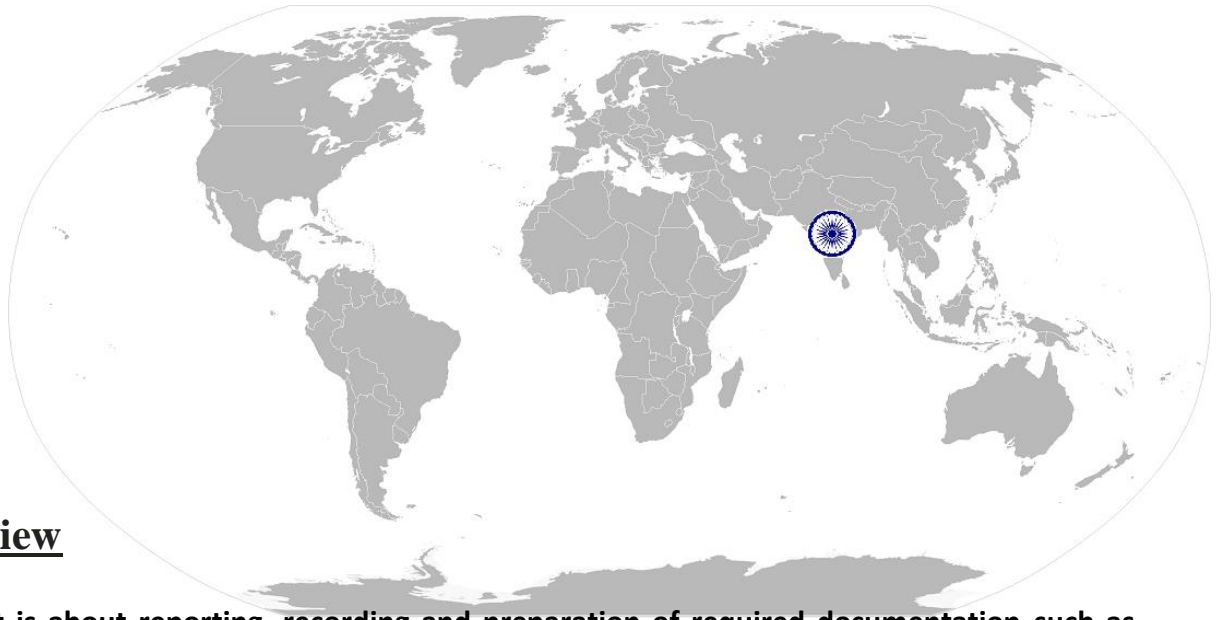 iew
t is about reporting, recording and preparation of required documentation such as